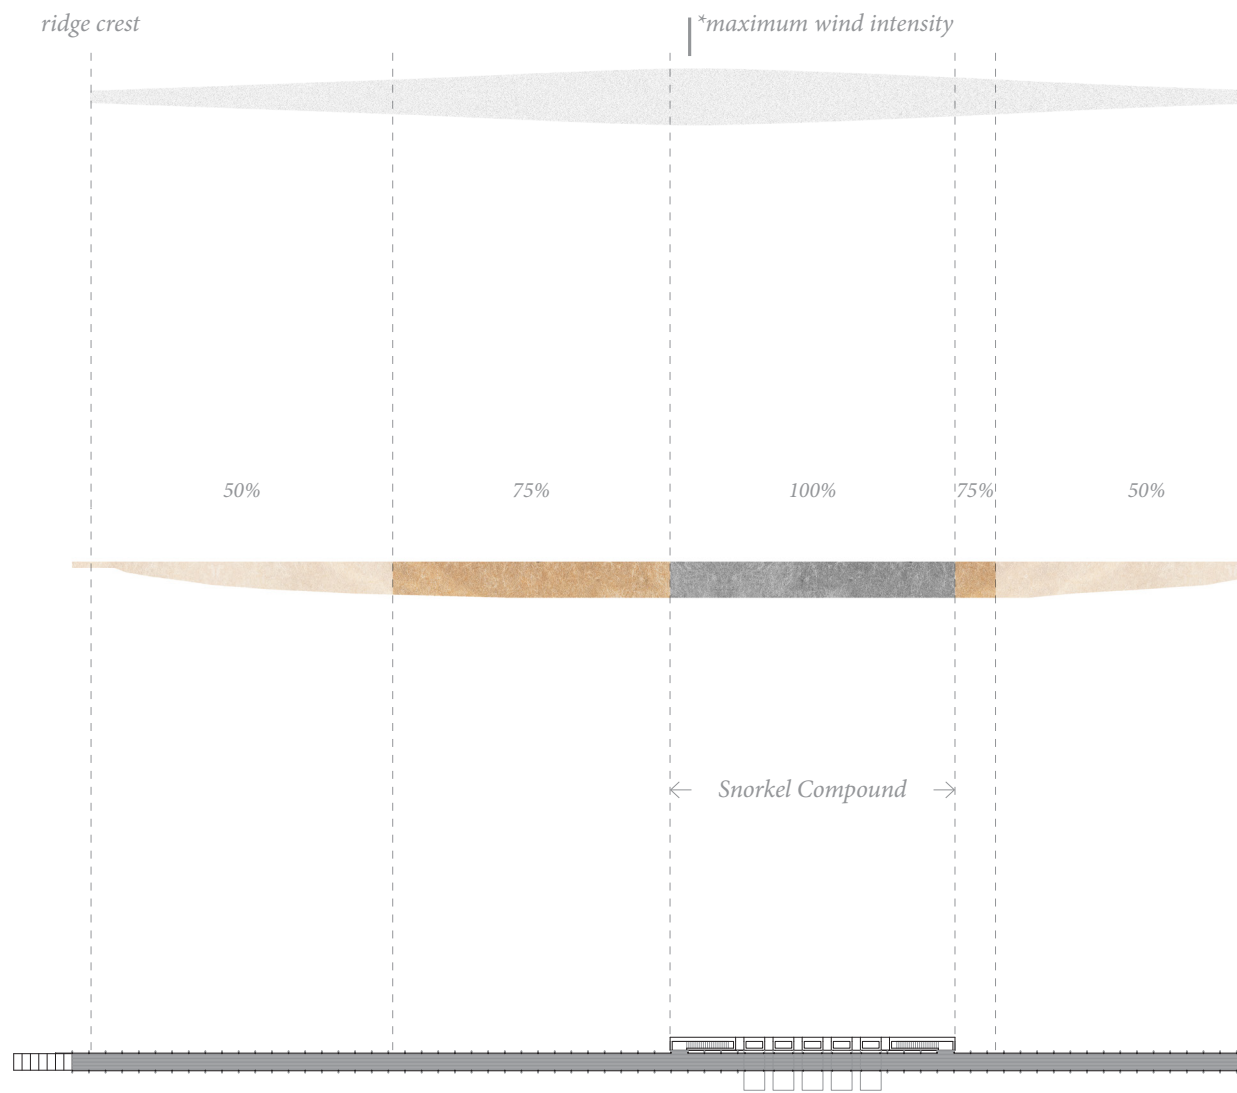 ridge crest
*maximum wind intensity
50%
75%
100%
75%
50%
Snorkel Compound